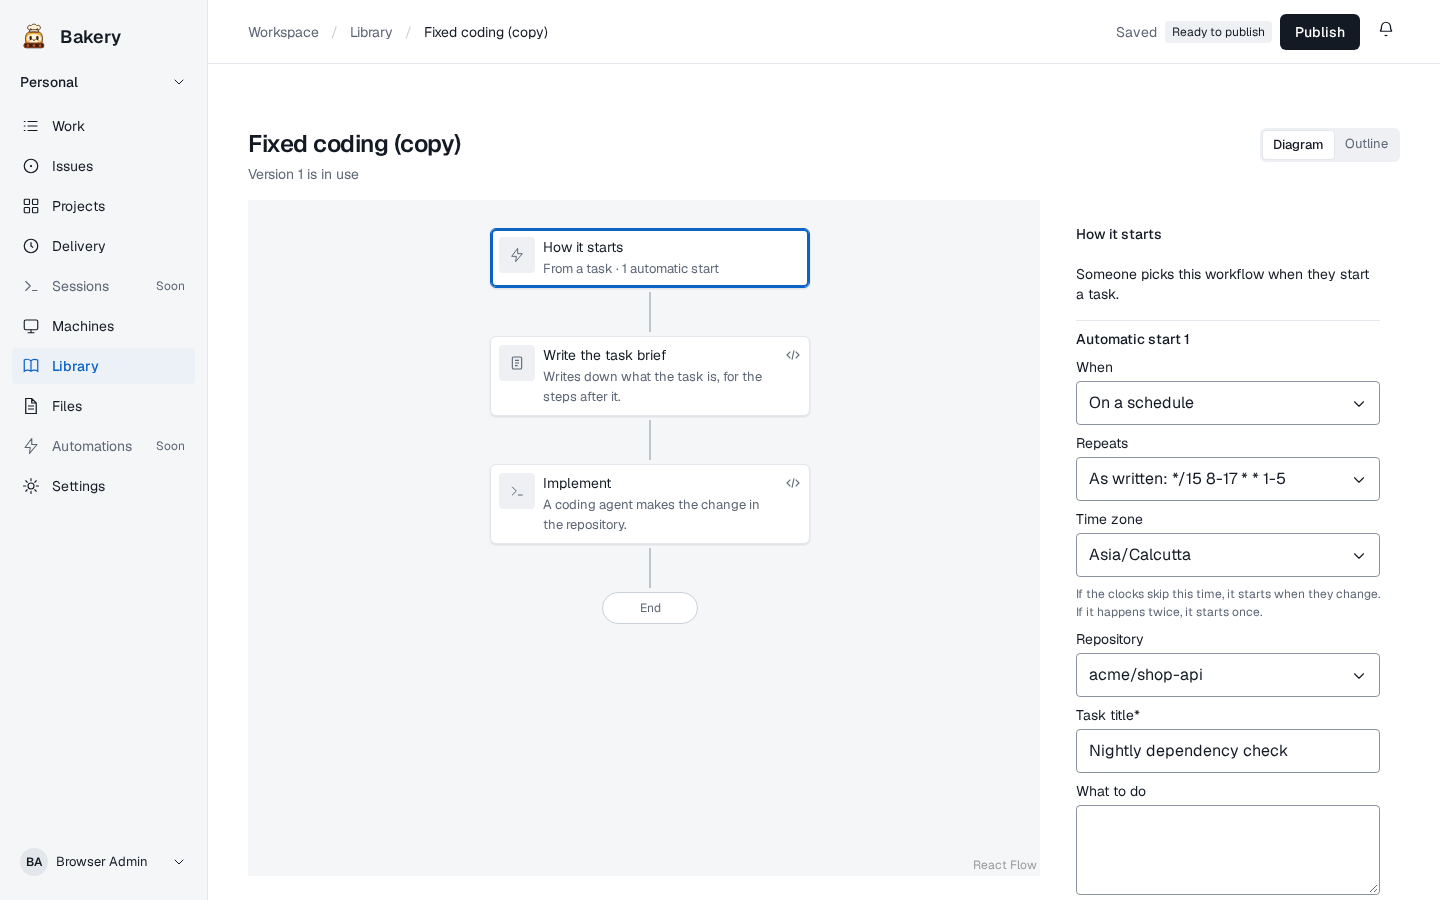 Bakery
Personal
Work
Issues
Projects
Delivery
Sessions Soon
Machines
Library
Files
Automations Soon
Settings
BA Browser Admin
Workspace / Library / Fixed coding (copy)
Saved Ready to publish Publish
Fixed coding (copy)
Version 1 is in use
Diagram Outline
How it starts
From a task · 1 automatic start
Write the task brief
Writes down what the task is, for the
steps after it.
Implement
A coding agent makes the change in
the repository.
End
React Flow
How it starts
Someone picks this workflow when they start
a task.
Automatic start 1
When
On a schedule
Repeats
As written: */15 8-17 * * 1-5
Time zone
Asia/Calcutta
If the clocks skip this time, it starts when they change.
If it happens twice, it starts once.
Repository
acme/shop-api
Task title*
Nightly dependency check
What to do